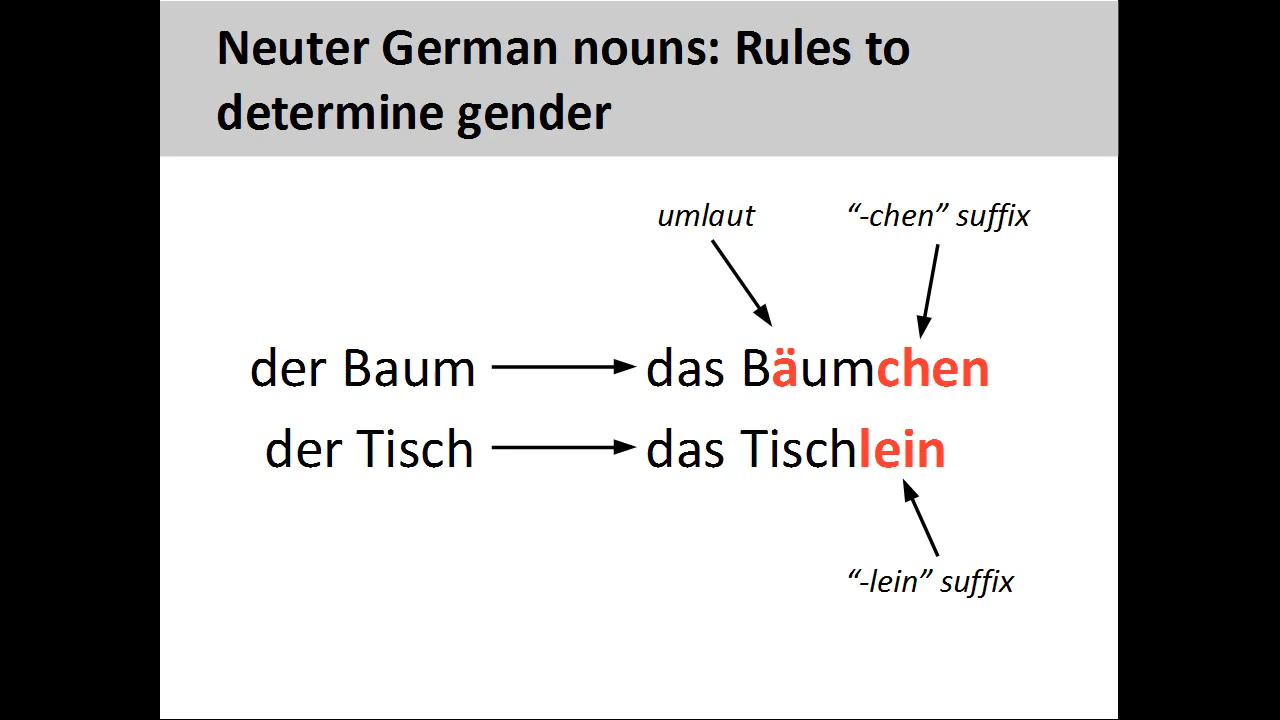 Neuter German nouns: Rules to
determine gender
umlaut “-chen” suffix
der Baum das Bäumchen
der Tisch das Tischlein
“-lein” suffix